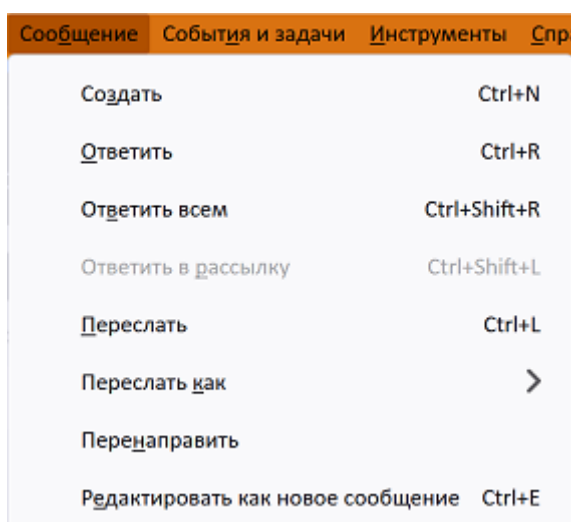 Сообщение События и задачи Инструменты Спр
Создать Ctrl+N
Ответить Ctrl+R
Ответить всем Ctrl+Shift+R
Ответить в рассылку Ctrl+Shift+L
Переслать Ctrl+L
Переслать как
Перенаправить
Редактировать как новое сообщение Ctrl+E